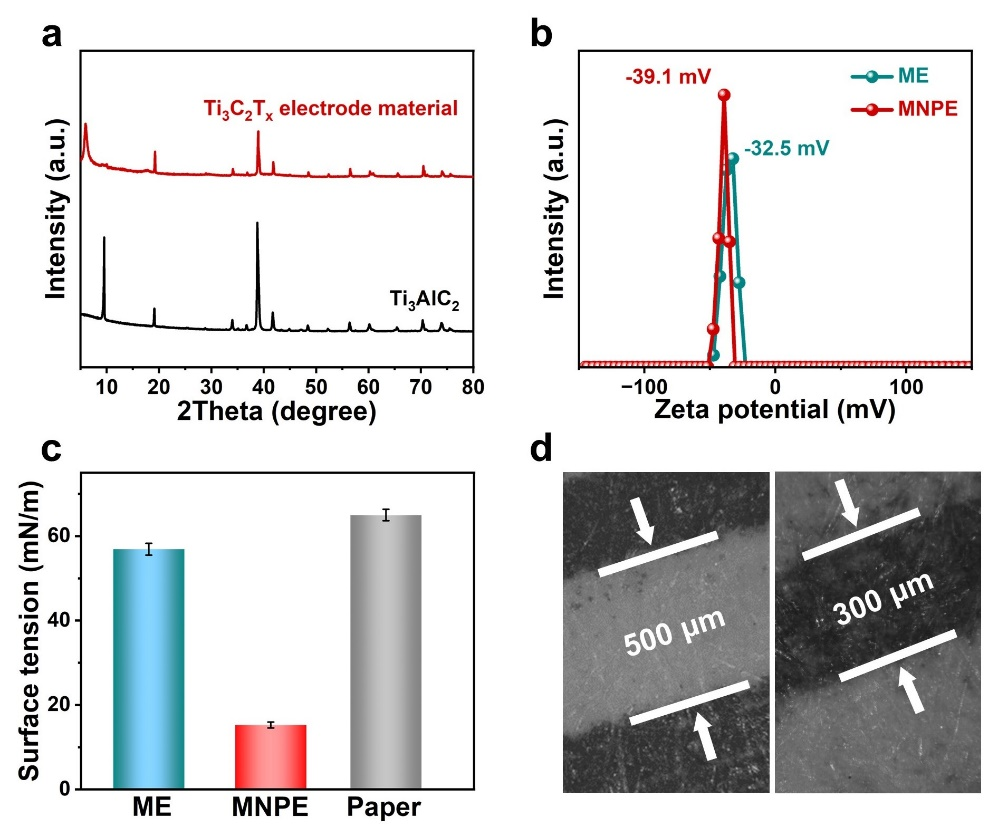 a
Ti₃C₂Tₓ electrode material
Ti₃AlC₂
Intensity (a.u.)
10 20 30 40 50 60 70 80
2Theta (degree)
b
-39.1 mV
-32.5 mV
ME
MNPE
Intensity (a.u.)
−100 0 100
Zeta potential (mV)
c
Surface tension (mN/m)
60
40
20
0
ME MNPE Paper
d
500 μm
300 μm